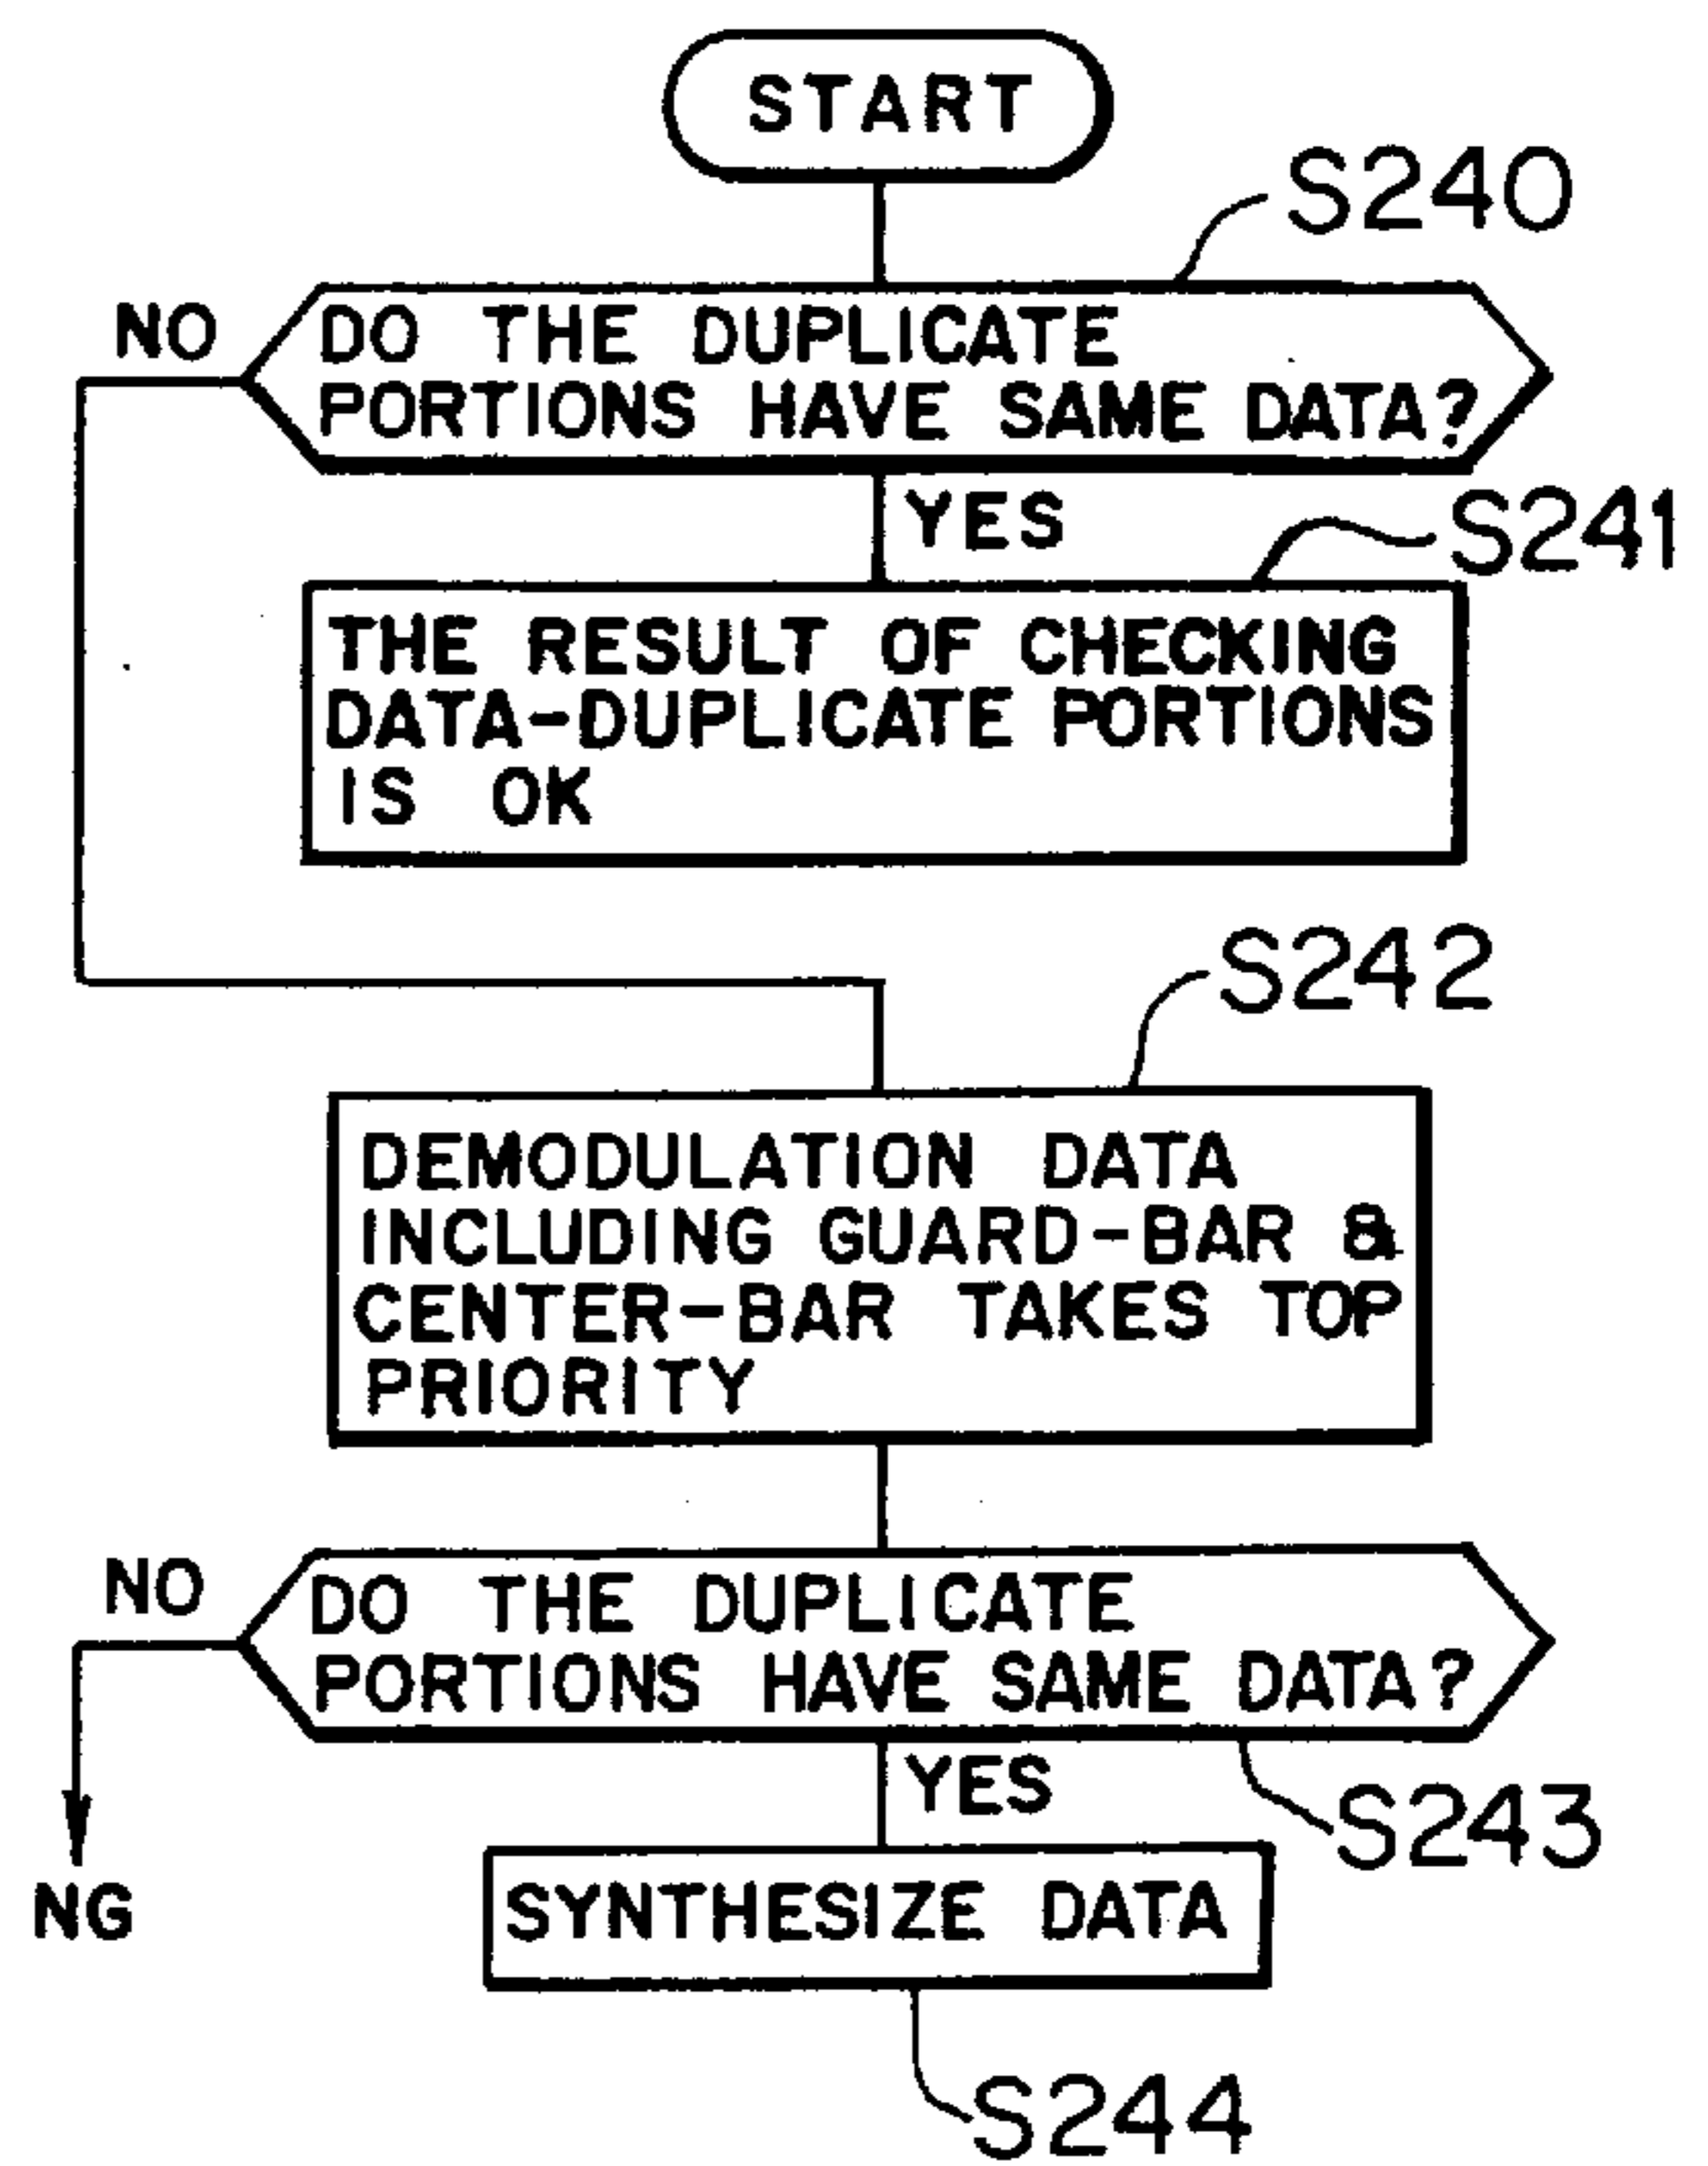 START
S240
NO
DO THE DUPLICATE
PORTIONS HAVE SAME DATA?
YES
S241
THE RESULT OF CHECKING
DATA-DUPLICATE PORTIONS
IS OK
S242
DEMODULATION DATA
INCLUDING GUARD-BAR &
CENTER-BAR TAKES TOP
PRIORITY
NO
DO THE DUPLICATE
PORTIONS HAVE SAME DATA?
YES
S243
NG
SYNTHESIZE DATA
S244